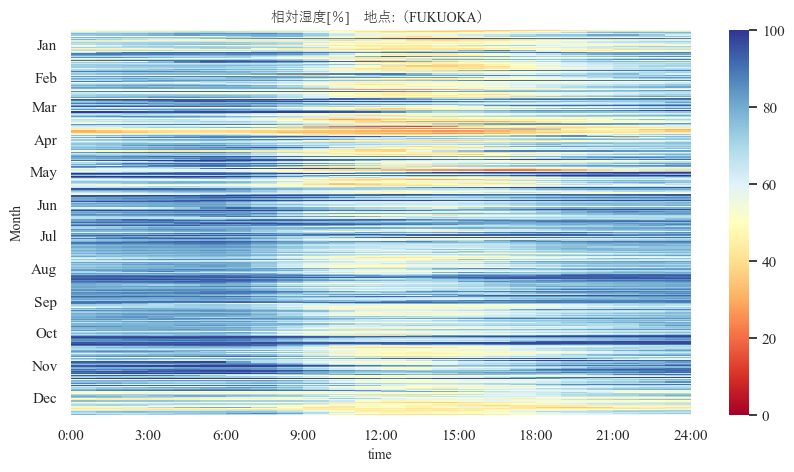 相対湿度[%] 地点:（FUKUOKA）
Month
Jan
Feb
Mar
Apr
May
Jun
Jul
Aug
Sep
Oct
Nov
Dec
0:00 3:00 6:00 9:00 12:00 15:00 18:00 21:00 24:00
time
100
80
60
40
20
0